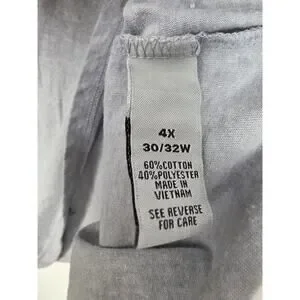 4X
30/32W
60%COTTON
40%POLYESTER
MADE IN
VIETNAM
SEE REVERSE
FOR CARE